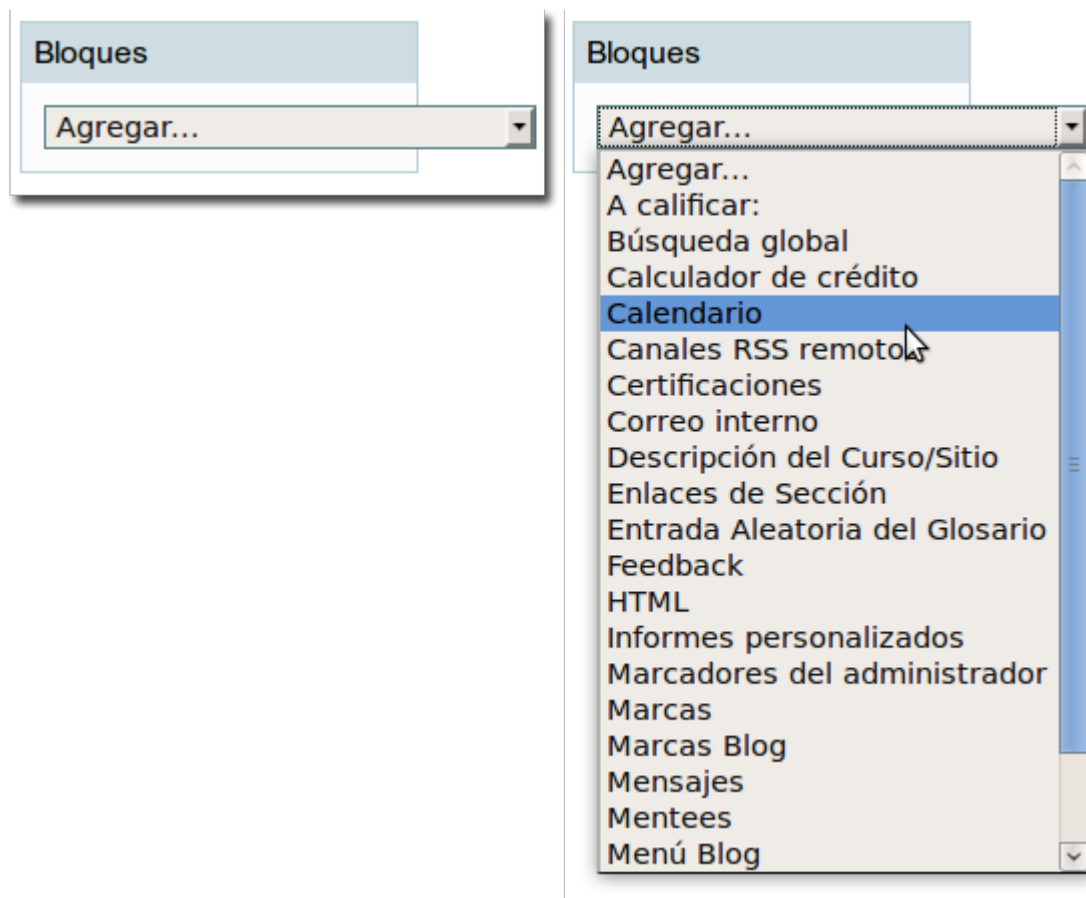 Bloques
Agregar...
Bloques
Agregar...
Agregar...
A calificar:
Búsqueda global
Calculador de crédito
Calendario
Canales RSS remoto
Certificaciones
Correo interno
Descripción del Curso/Sitio
Enlaces de Sección
Entrada Aleatoria del Glosario
Feedback
HTML
Informes personalizados
Marcadores del administrador
Marcas
Marcas Blog
Mensajes
Mentees
Menú Blog